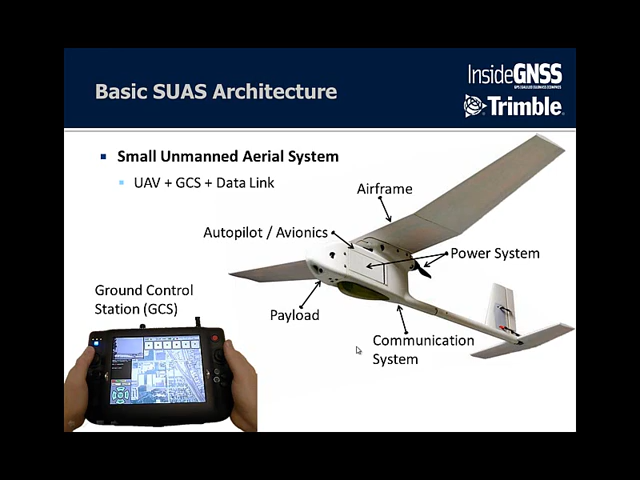 InsideGNSS
Basic SUAS Architecture
Trimble
Small Unmanned Aerial System
UAV + GCS + Data Link
Airframe
Autopilot / Avionics
Power System
Ground Control
Station (GCS)
Payload
Communication
System